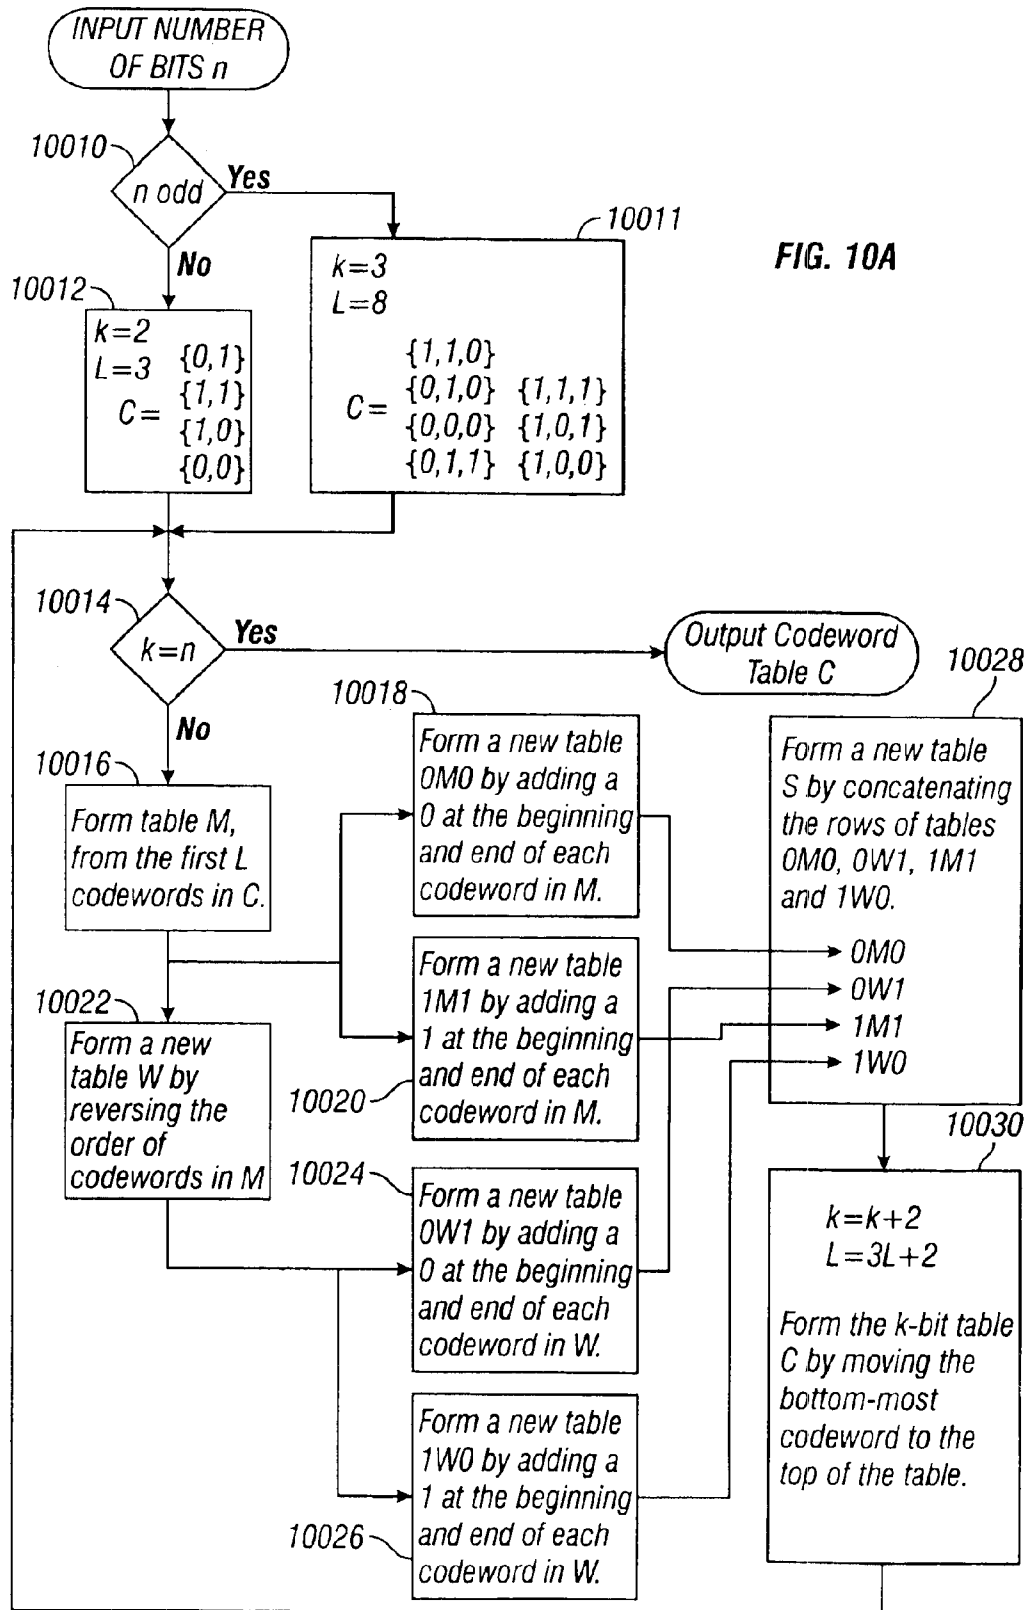 INPUT NUMBER
OF BITS n
10010
n odd
Yes
No
10011
FIG. 10A
k=3
L=8
C=
{1,1,0}
{0,1,0} {1,1,1}
{0,0,0} {1,0,1}
{0,1,1} {1,0,0}
10012
k=2
L=3
C=
{0,1}
{1,1}
{1,0}
{0,0}
10014
k=n
Yes
No
Output Codeword
Table C
10016
Form table M,
from the first L
codewords in C.
10018
Form a new table
0M0 by adding a
0 at the beginning
and end of each
codeword in M.
10020
Form a new table
1M1 by adding a
1 at the beginning
and end of each
codeword in M.
10022
Form a new
table W by
reversing the
order of
codewords in M
10024
Form a new table
0W1 by adding a
0 at the beginning
and end of each
codeword in W.
10026
Form a new table
1W0 by adding a
1 at the beginning
and end of each
codeword in W.
10028
Form a new table
S by concatenating
the rows of tables
0M0, 0W1, 1M1
and 1W0.
0M0
0W1
1M1
1W0
10030
k=k+2
L=3L+2
Form the k-bit table
C by moving the
bottom-most
codeword to the
top of the table.